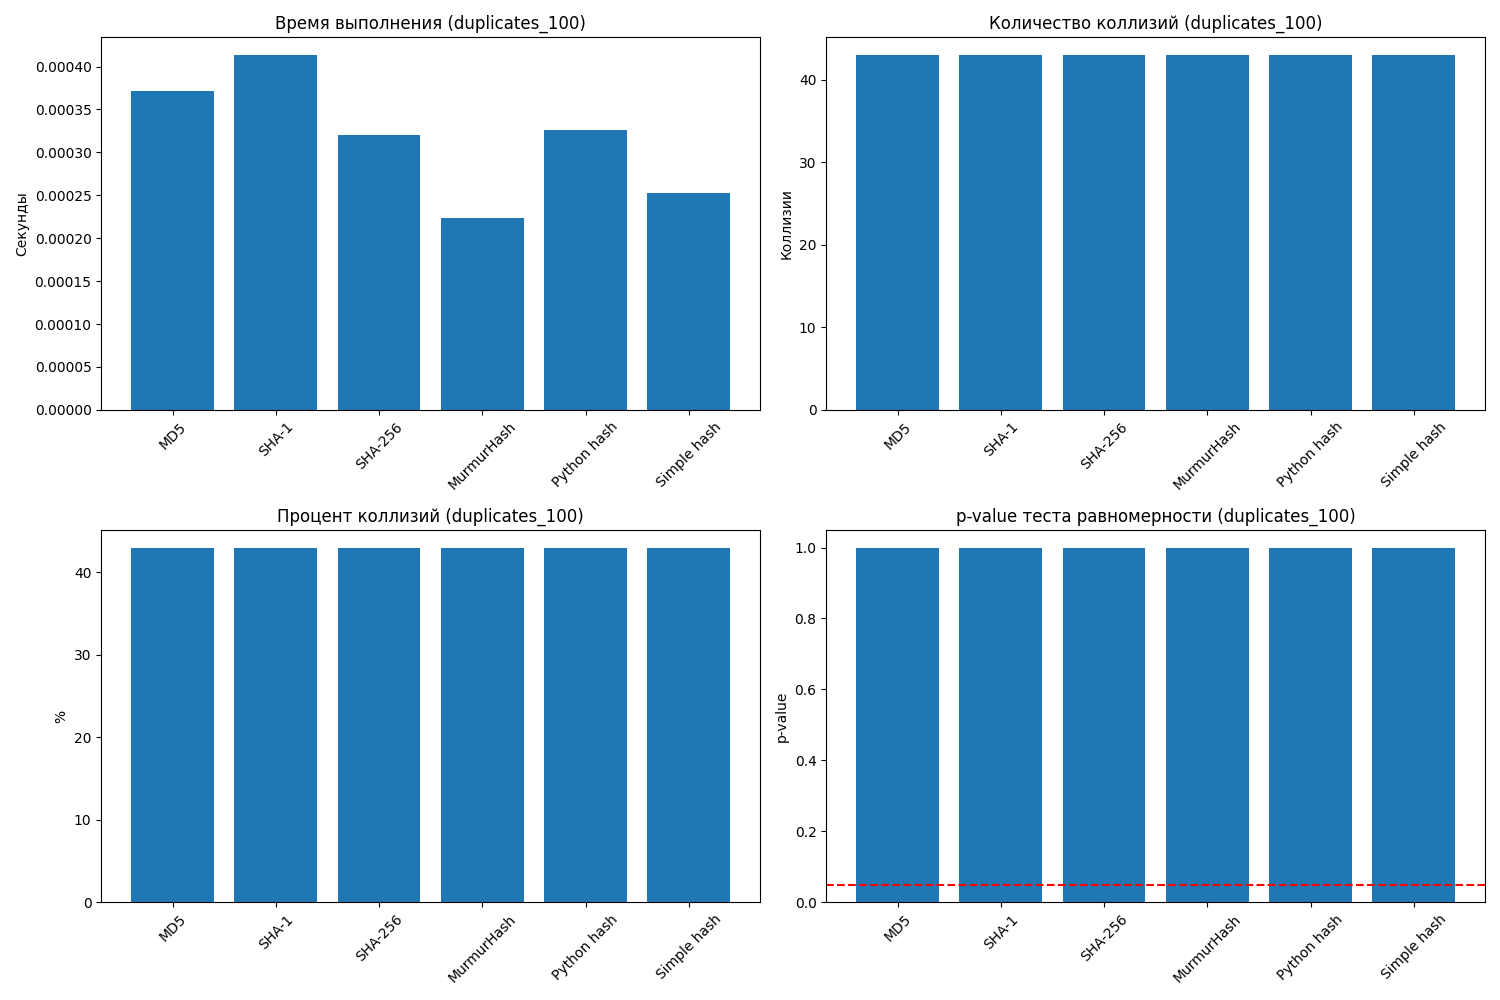 Время выполнения (duplicates_100)
Секунды
0.00040
0.00035
0.00030
0.00025
0.00020
0.00015
0.00010
0.00005
0.00000
MD5
SHA-1
SHA-256
MurmurHash
Python hash
Simple hash
Количество коллизий (duplicates_100)
Коллизии
40
30
20
10
0
MD5
SHA-1
SHA-256
MurmurHash
Python hash
Simple hash
Процент коллизий (duplicates_100)
%
40
30
20
10
0
MD5
SHA-1
SHA-256
MurmurHash
Python hash
Simple hash
p-value теста равномерности (duplicates_100)
p-value
1.0
0.8
0.6
0.4
0.2
0.0
MD5
SHA-1
SHA-256
MurmurHash
Python hash
Simple hash